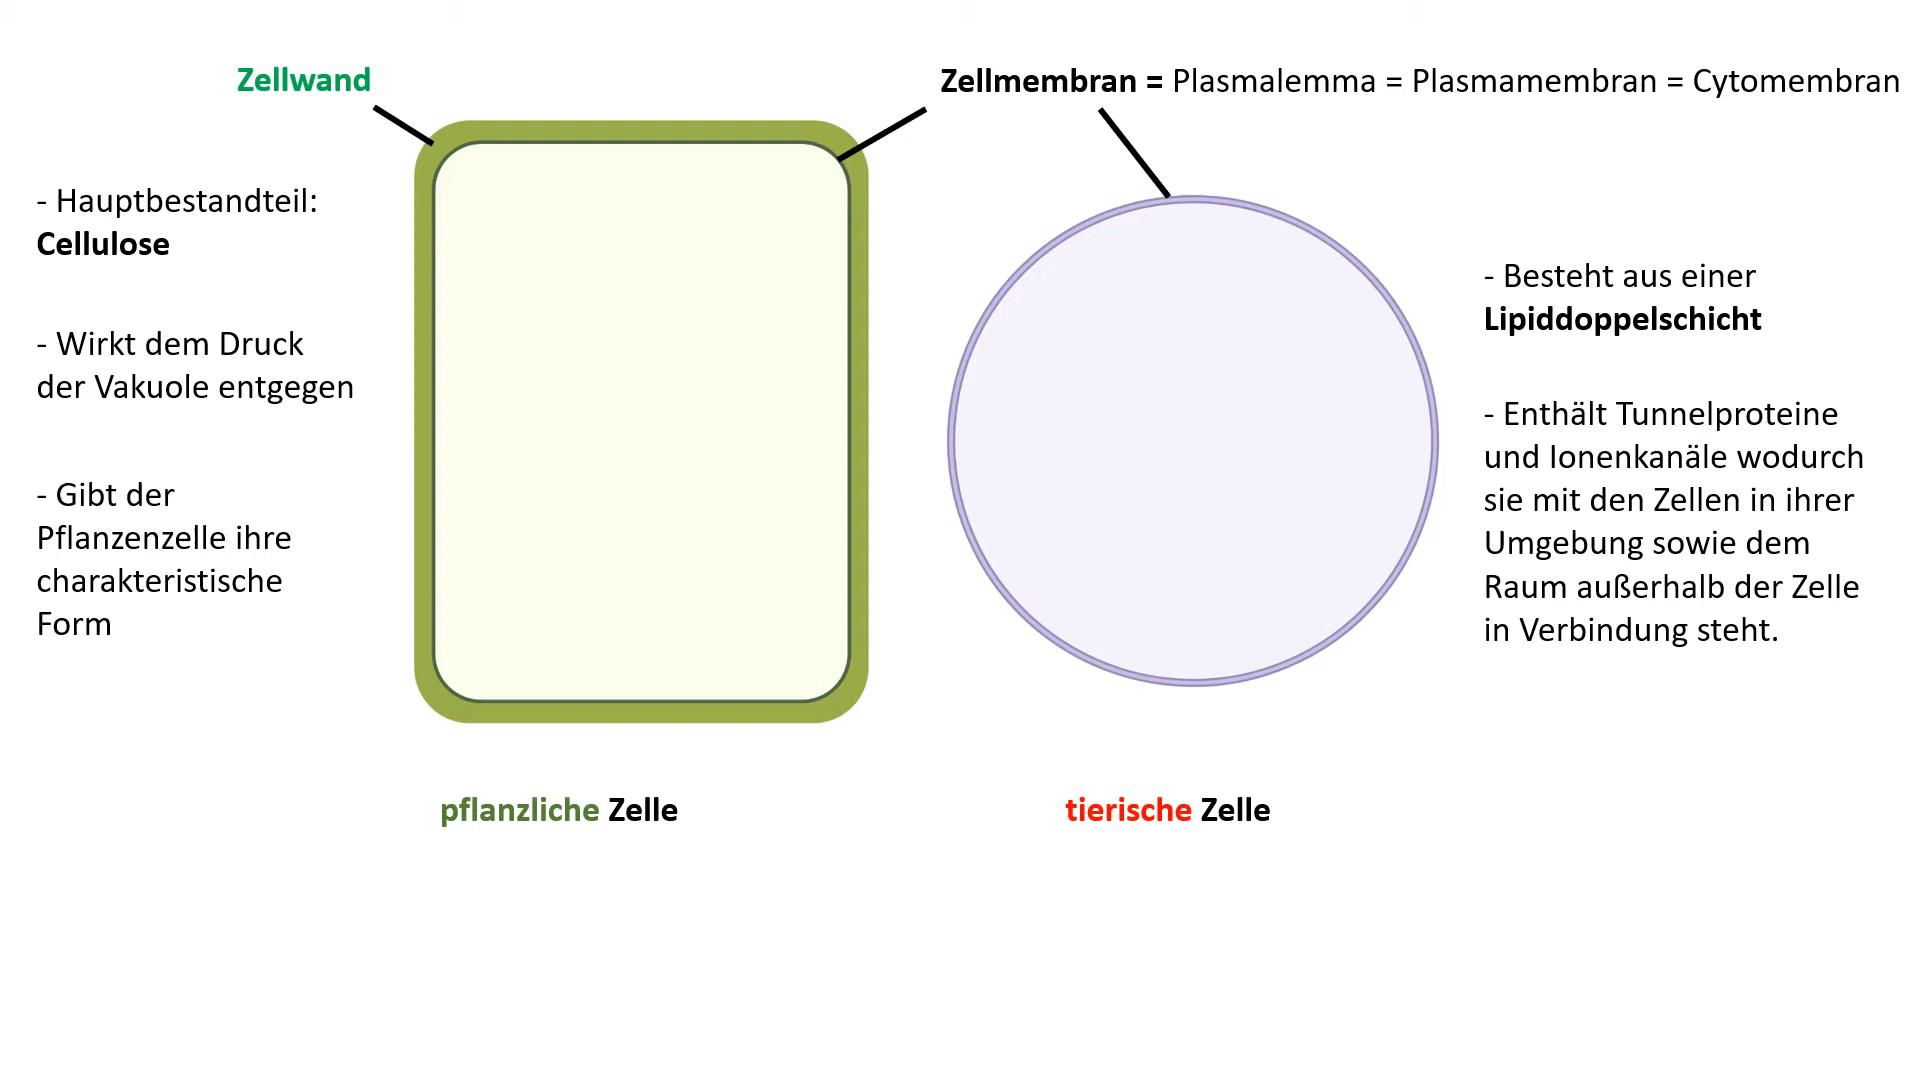 Zellwand
Zellmembran = Plasmalemma = Plasmamembran = Cytomembran
- Hauptbestandteil:
Cellulose
- Wirkt dem Druck
der Vakuole entgegen
- Gibt der
Pflanzenzelle ihre
charakteristische
Form
- Besteht aus einer
Lipiddoppelschicht
- Enthält Tunnelproteine
und Ionenkanäle wodurch
sie mit den Zellen in ihrer
Umgebung sowie dem
Raum außerhalb der Zelle
in Verbindung steht.
pflanzliche Zelle
tierische Zelle